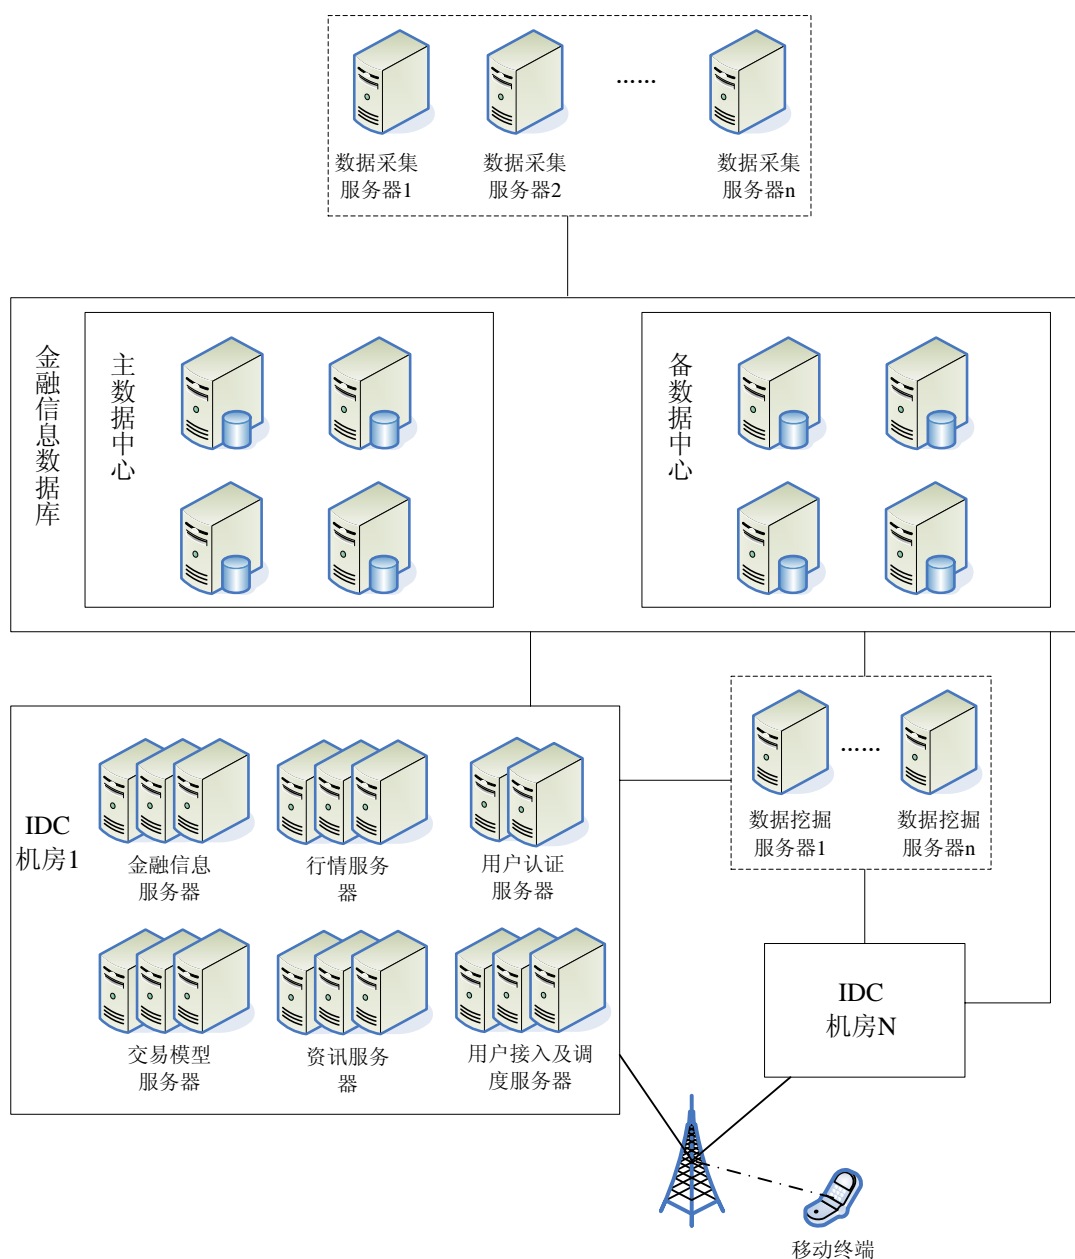 ……
数据采集
服务器1
数据采集
服务器2
数据采集
服务器n
金融信息数据库
主数据中心
备数据中心
……
数据挖掘
服务器1
数据挖掘
服务器n
IDC
机房1
金融信息
服务器
行情服务
器
用户认证
服务器
交易模型
服务器
资讯服务
器
用户接入及调
度服务器
IDC
机房N
移动终端